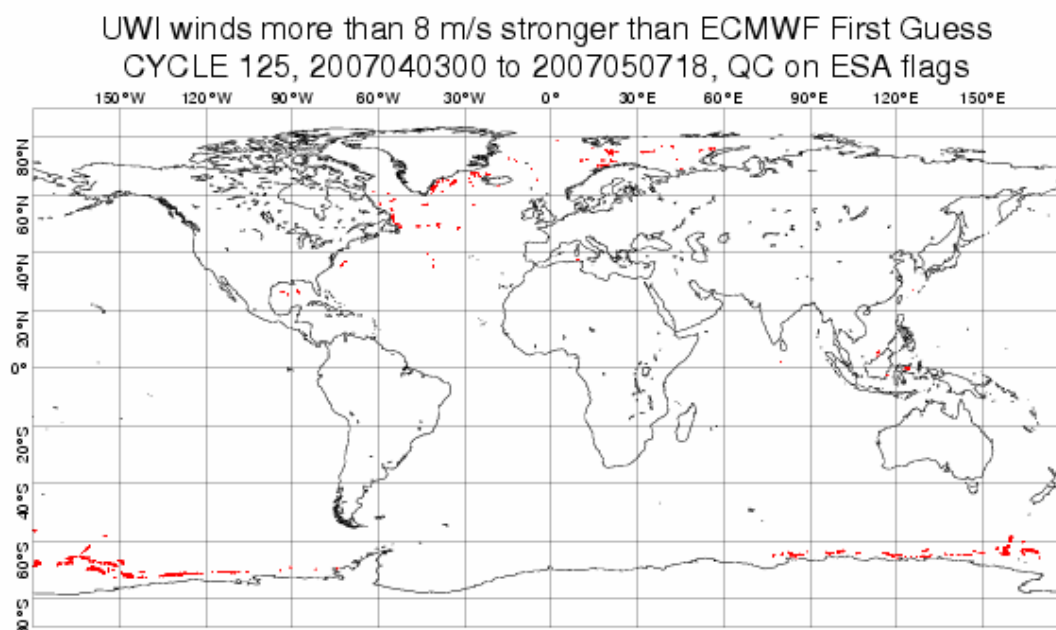 UWI winds more than 8 m/s stronger than ECMWF First Guess
CYCLE 125, 2007040300 to 2007050718, QC on ESA flags
150°W 120°W 90°W 60°W 30°W 0° 30°E 60°E 90°E 120°E 150°E
80°N
60°N
40°N
20°N
0°
20°S
40°S
60°S
80°S